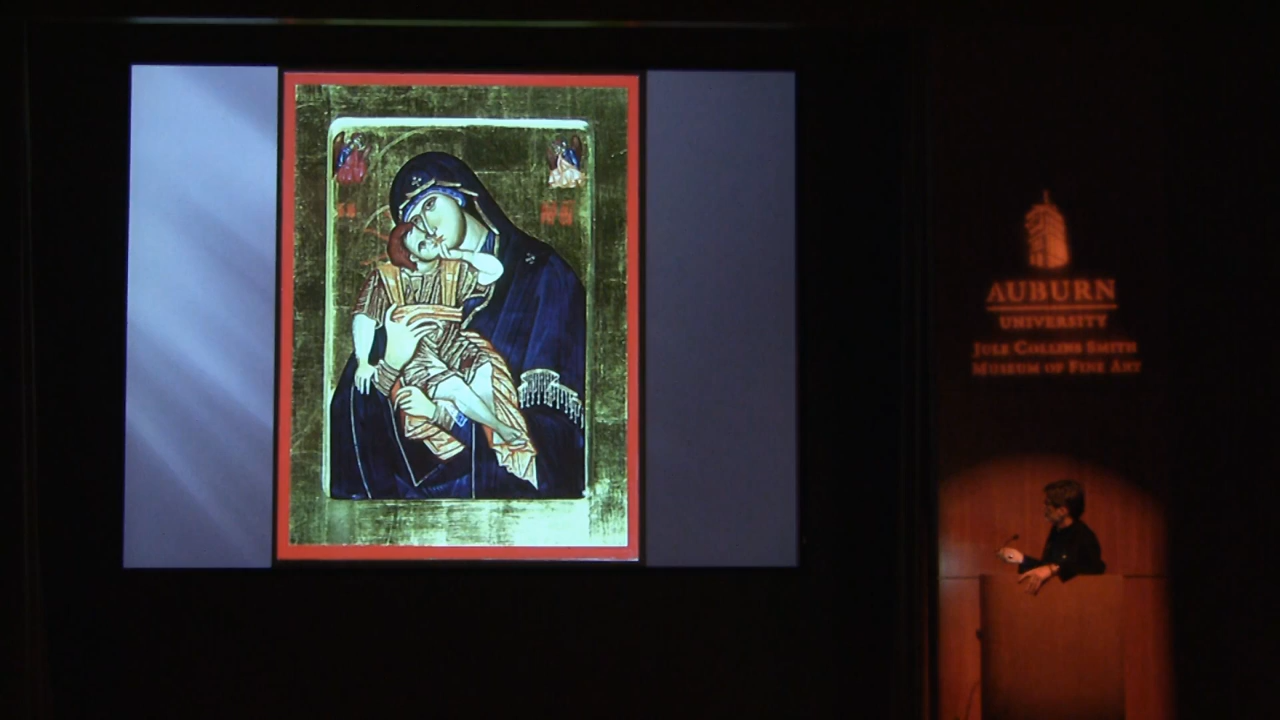 AUBURN
UNIVERSITY
JULE COLLINS SMITH
MUSEUM OF FINE ART